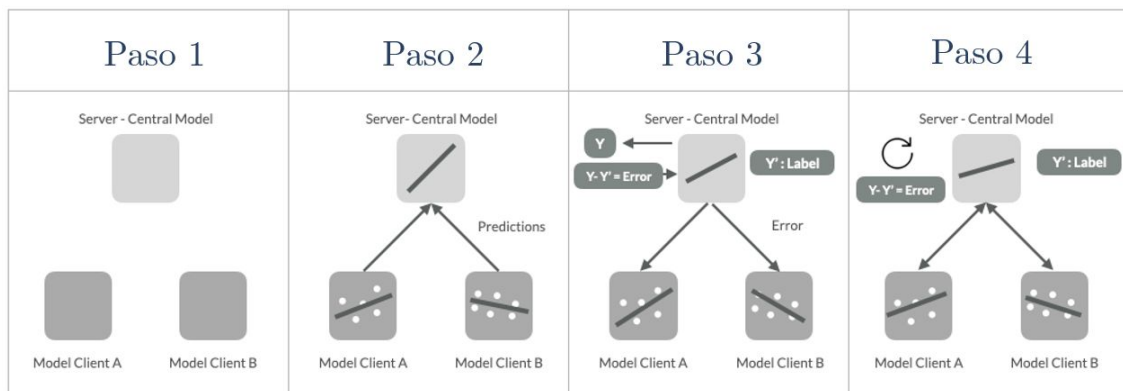 Paso 1
Paso 2
Paso 3
Paso 4
Server - Central Model
Model Client A
Model Client B
Server- Central Model
Predictions
Model Client A
Model Client B
Server - Central Model
Y
Y- Y' = Error
Y' : Label
Error
Model Client A
Model Client B
Server - Central Model
Y' : Label
Y- Y' = Error
Model Client A
Model Client B